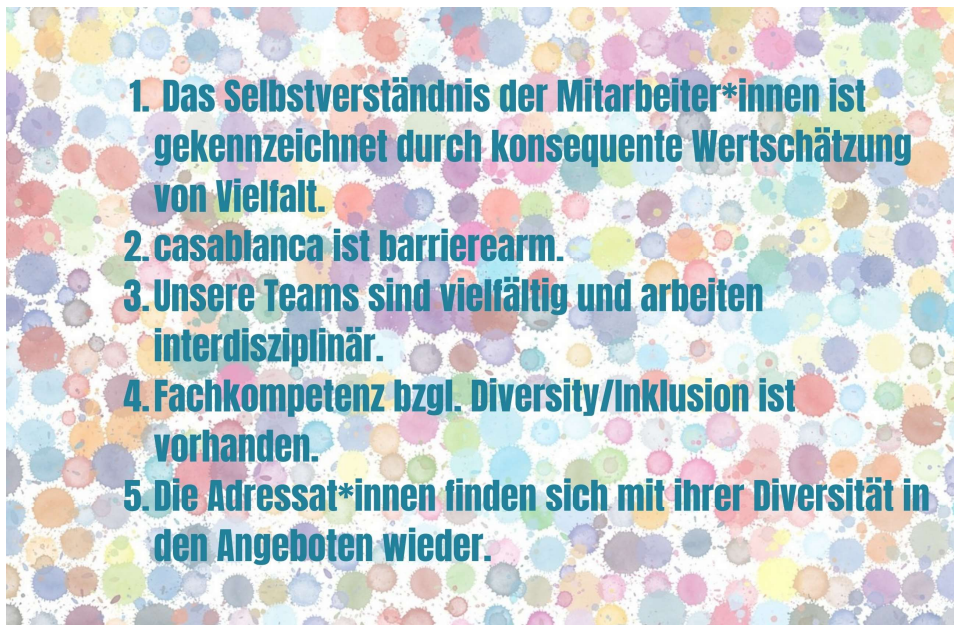 1. Das Selbstverständnis der Mitarbeiter*innen ist
gekennzeichnet durch konsequente Wertschätzung
von Vielfalt.
2. casablanca ist barrierearm.
3. Unsere Teams sind vielfältig und arbeiten
interdisziplinär.
4. Fachkompetenz bzgl. Diversity/Inklusion ist
vorhanden.
5. Die Adressat*innen finden sich mit ihrer Diversität in
den Angeboten wieder.